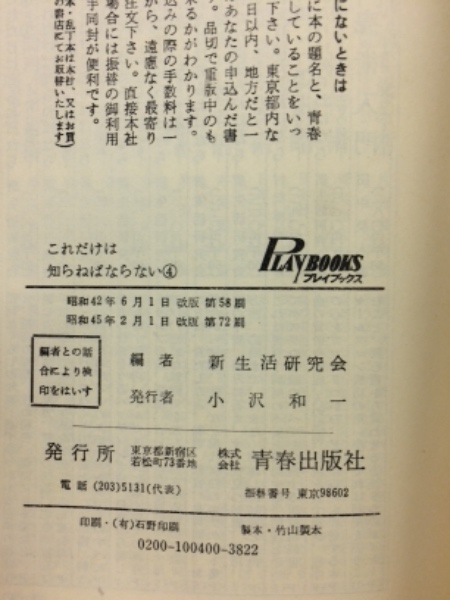 にないときは
に本の題名と、青春
していることをいっ
下さい。東京都内な
日以内、地方だと一
があなたの申込んだ書
す。品切で重版中のも
来るかがわかります。
込みの際の手数料は一
から、遠慮なく最寄り
注文下さい。直接本社
場合には振替の御利用
手同封が便利です。
本・乱丁本は本社、又はお買
の書店にてお取替いたします)
これだけは
知らねばならない④
PLAYBOOKS
プレイブックス
昭和42年6月1日 改版 第58刷
昭和45年2月1日 改版 第72刷
編者との話
合により検
印をはいす
編者 新生活研究会
発行者 小沢和一
発行所 東京都新宿区
若松町73番地
株式
会社 青春出版社
電話 (203)5131(代表) 振替番号 東京98602
印刷・(有)石野印刷 製本・竹山製本
0200-100400-3822